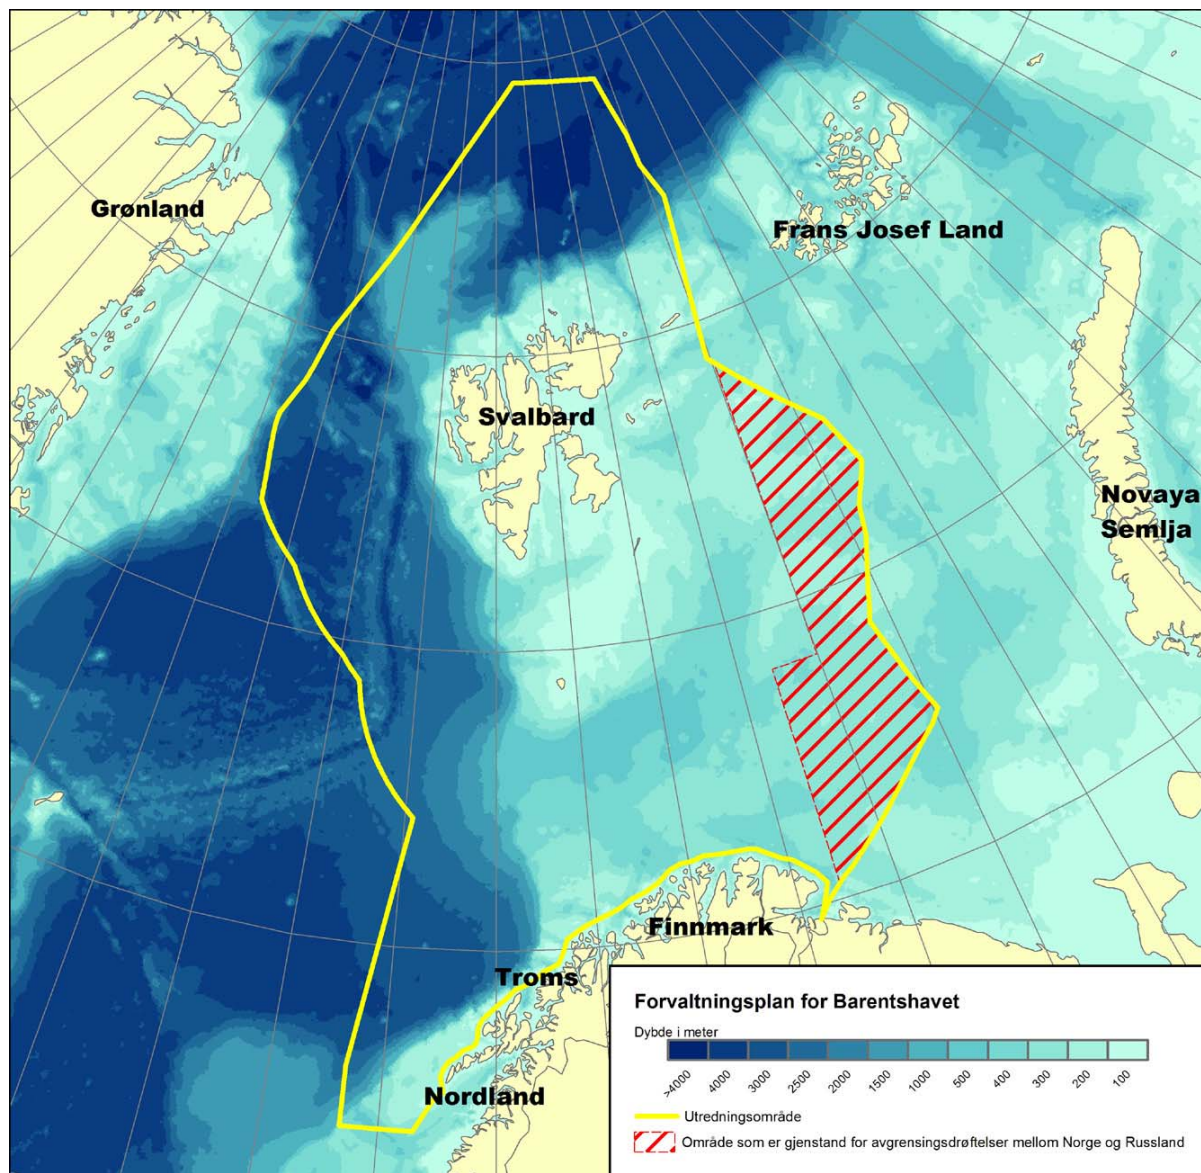 Grønland
Frans Josef Land
Svalbard
Novaya
Semlja
Finnmark
Troms
Nordland
Forvaltningsplan for Barentshavet
Dybde i meter
>4000 4000 3000 2500 2000 1500 1000 500 400 300 200 100
Utredningsområde
Område som er gjenstand for avgrensingsdrøftelser mellom Norge og Russland